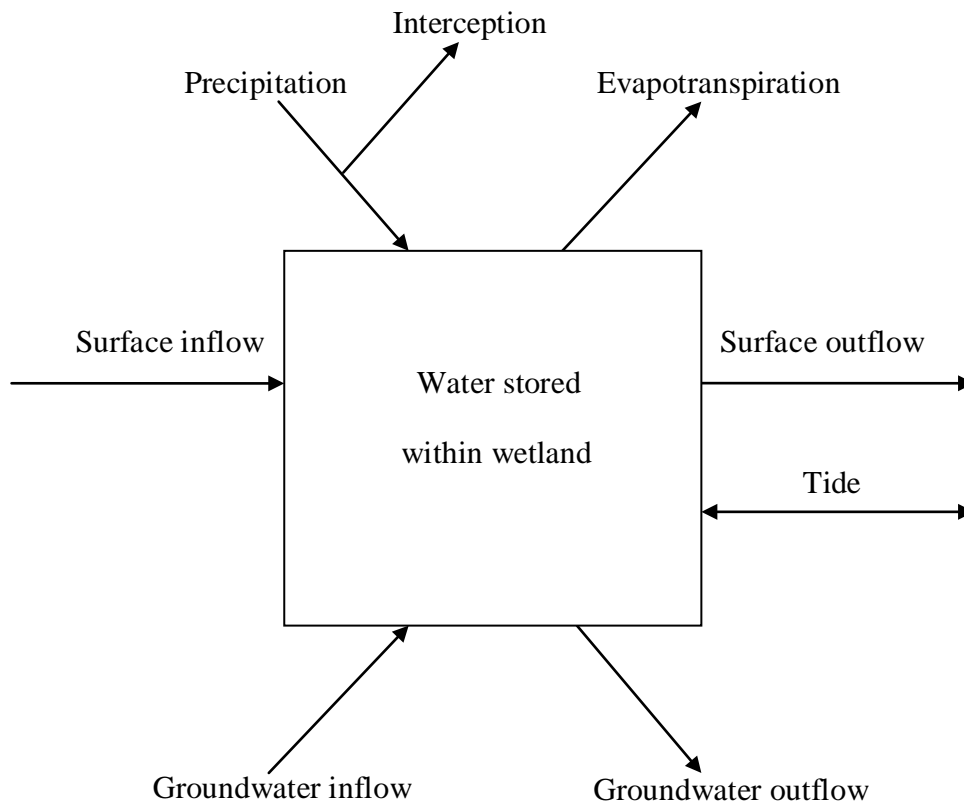 Interception
Precipitation
Evapotranspiration
Surface inflow
Surface outflow
Water stored
within wetland
Tide
Groundwater inflow
Groundwater outflow